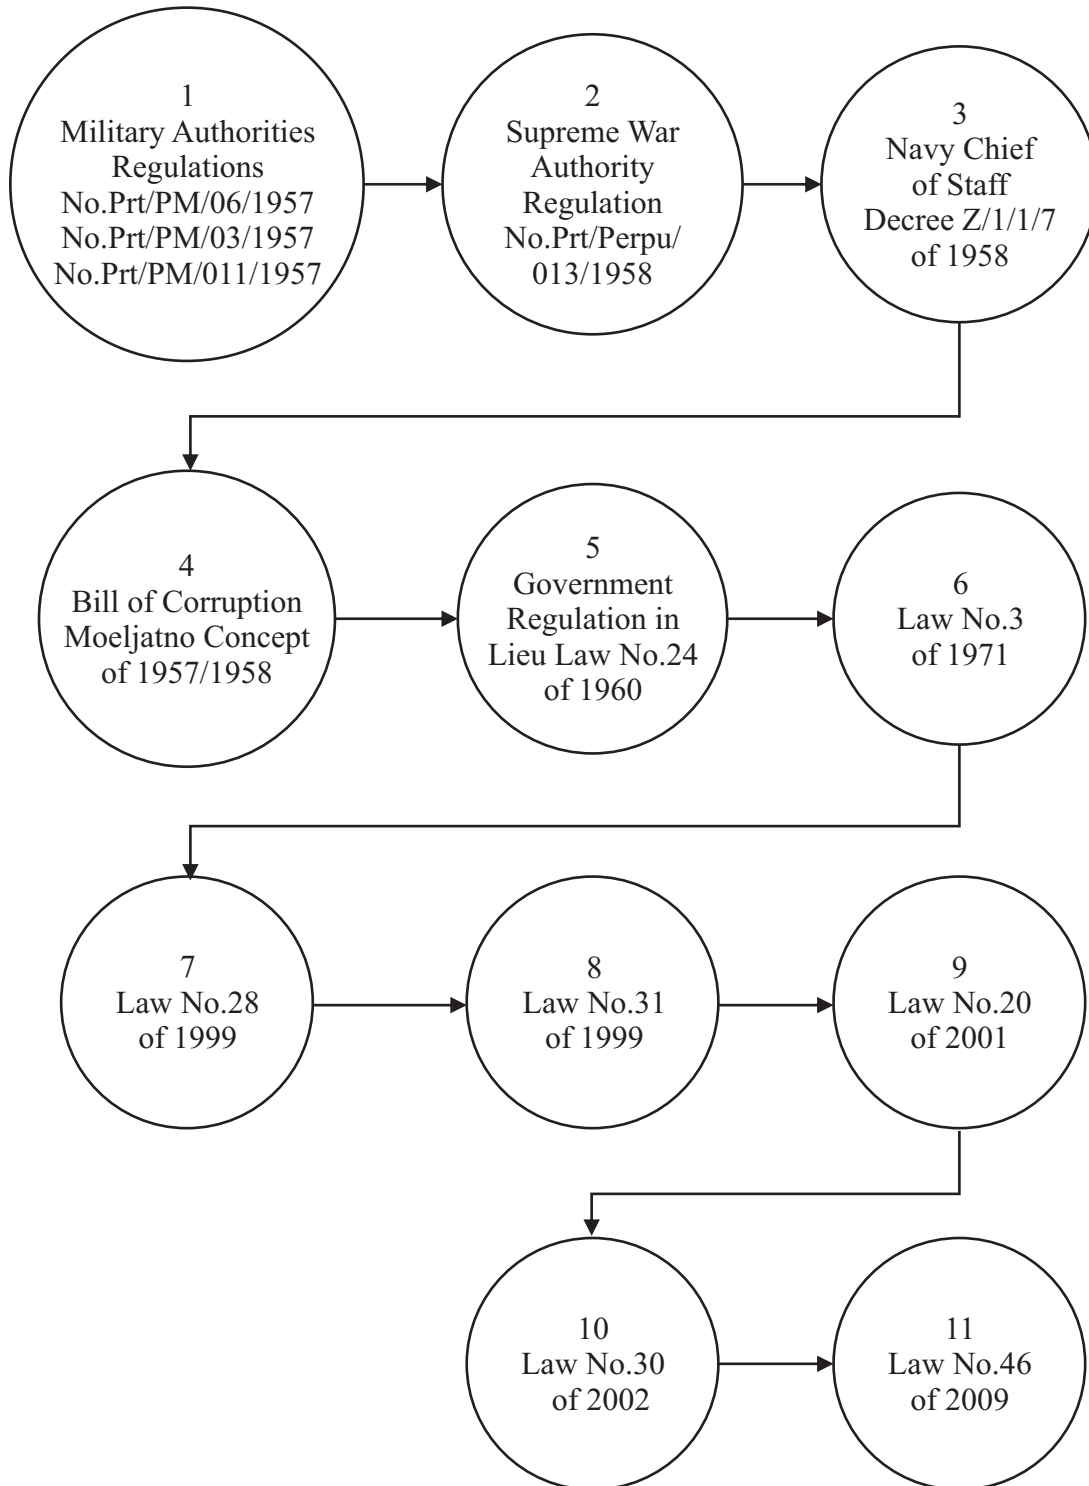 1
Military Authorities
Regulations
No.Prt/PM/06/1957
No.Prt/PM/03/1957
No.Prt/PM/011/1957
2
Supreme War
Authority
Regulation
No.Prt/Perpu/
013/1958
3
Navy Chief
of Staff
Decree Z/1/1/7
of 1958
4
Bill of Corruption
Moeljatno Concept
of 1957/1958
5
Government
Regulation in
Lieu Law No.24
of 1960
6
Law No.3
of 1971
7
Law No.28
of 1999
8
Law No.31
of 1999
9
Law No.20
of 2001
10
Law No.30
of 2002
11
Law No.46
of 2009